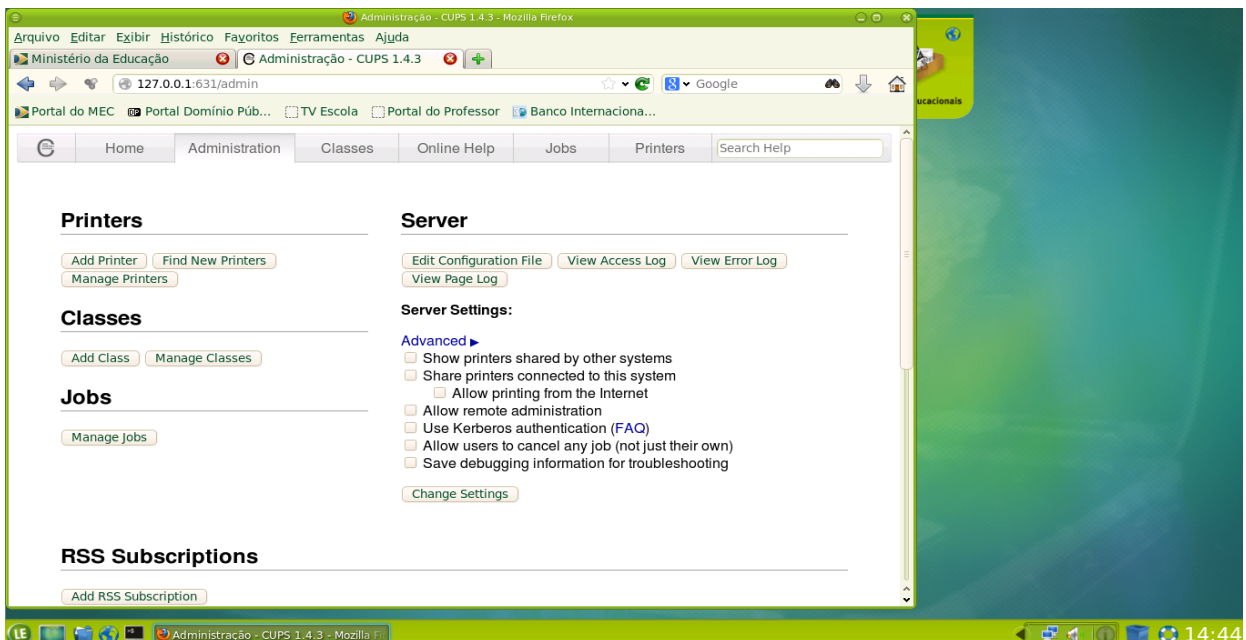 Administração - CUPS 1.4.3 - Mozilla Firefox
Arquivo Editar Exibir Histórico Favoritos Ferramentas Ajuda
Ministério da Educação
Administração - CUPS 1.4.3
127.0.0.1:631/admin
Google
Portal do MEC
Portal Domínio Púb...
TV Escola
Portal do Professor
Banco Internaciona...
ucacionais
Home Administration Classes Online Help Jobs Printers Search Help
Printers
Add Printer Find New Printers
Manage Printers
Classes
Add Class Manage Classes
Jobs
Manage Jobs
Server
Edit Configuration File View Access Log View Error Log
View Page Log
Server Settings:
Advanced ▶
Show printers shared by other systems
Share printers connected to this system
Allow printing from the Internet
Allow remote administration
Use Kerberos authentication (FAQ)
Allow users to cancel any job (not just their own)
Save debugging information for troubleshooting
Change Settings
RSS Subscriptions
Add RSS Subscription
LE
Administração - CUPS 1.4.3 - Mozilla Fi
14:44